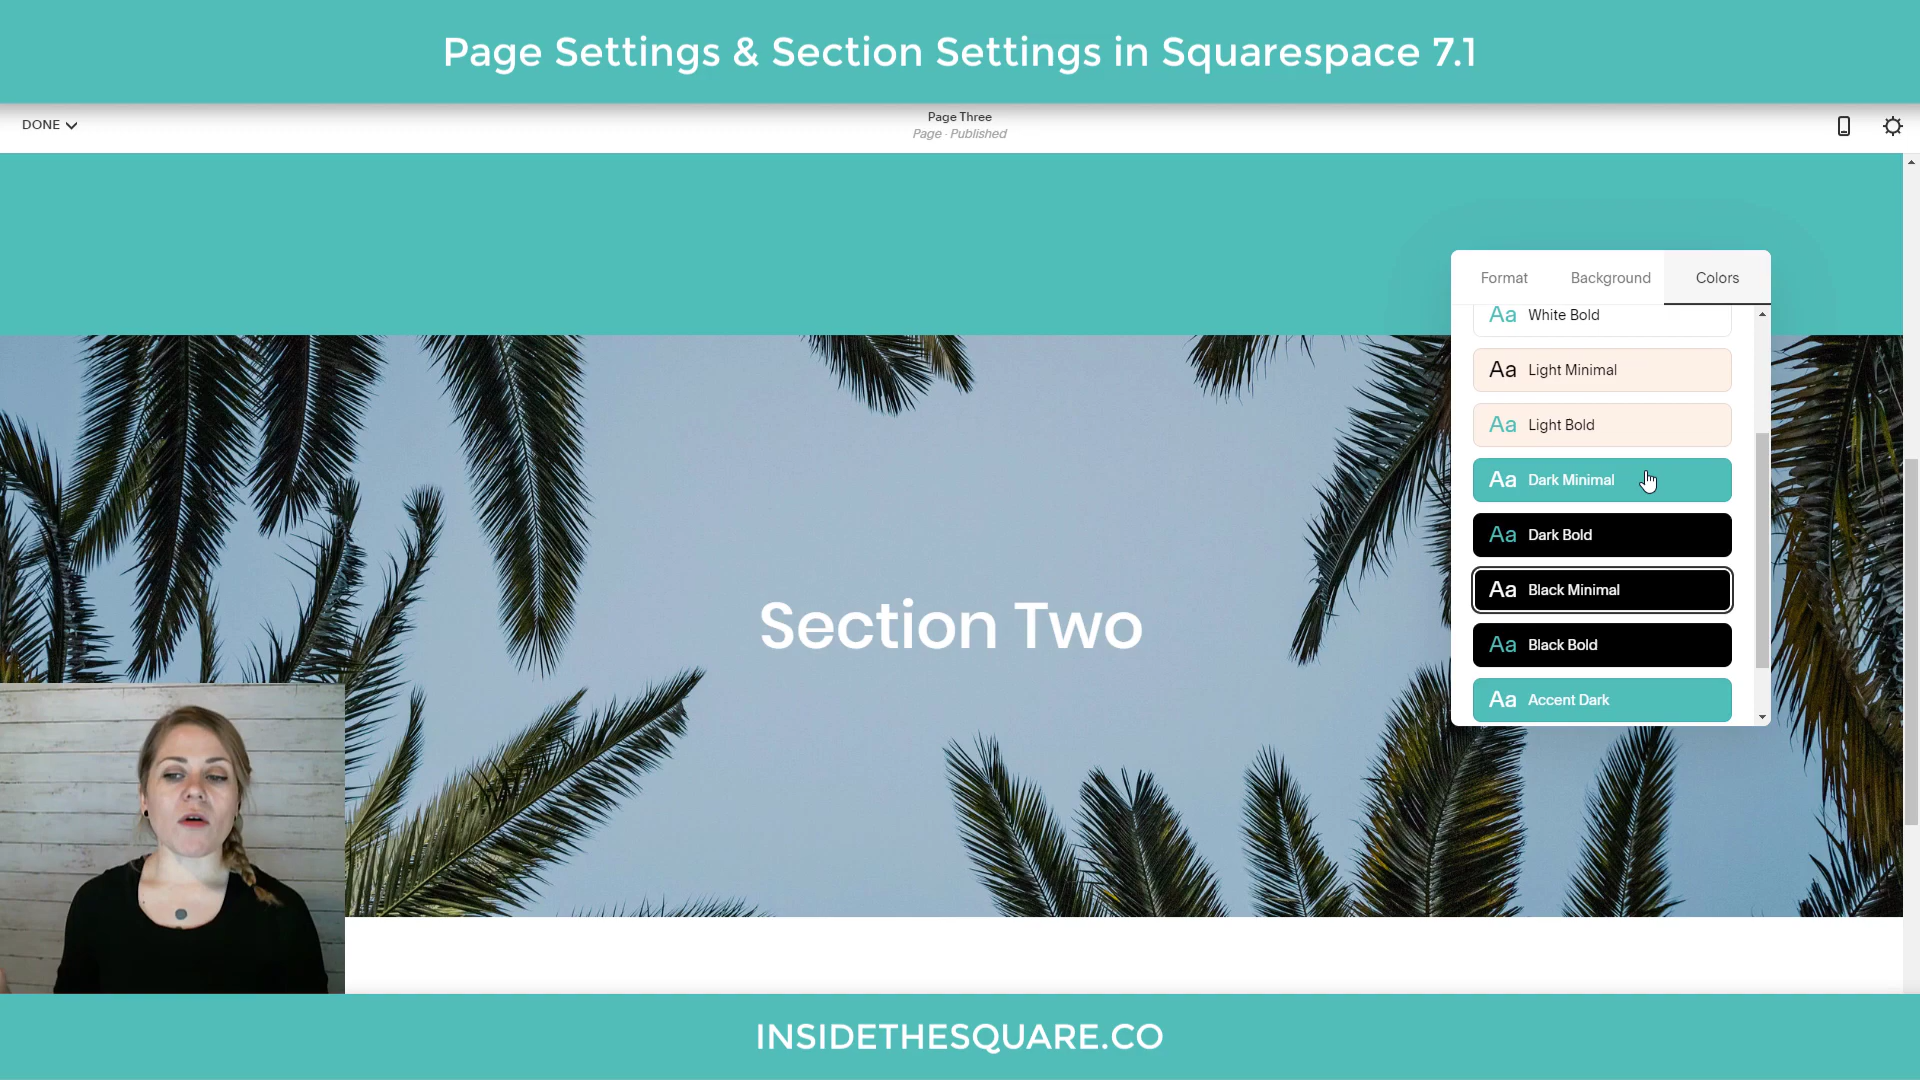 Page Settings & Section Settings in Squarespace 7.1
DONE
Page Three
Page · Published
Format
Background
Colors
Aa White Bold
Aa Light Minimal
Aa Light Bold
Aa Dark Minimal
Aa Dark Bold
Aa Black Minimal
Aa Black Bold
Aa Accent Dark
Section Two
INSIDETHESQUARE.CO